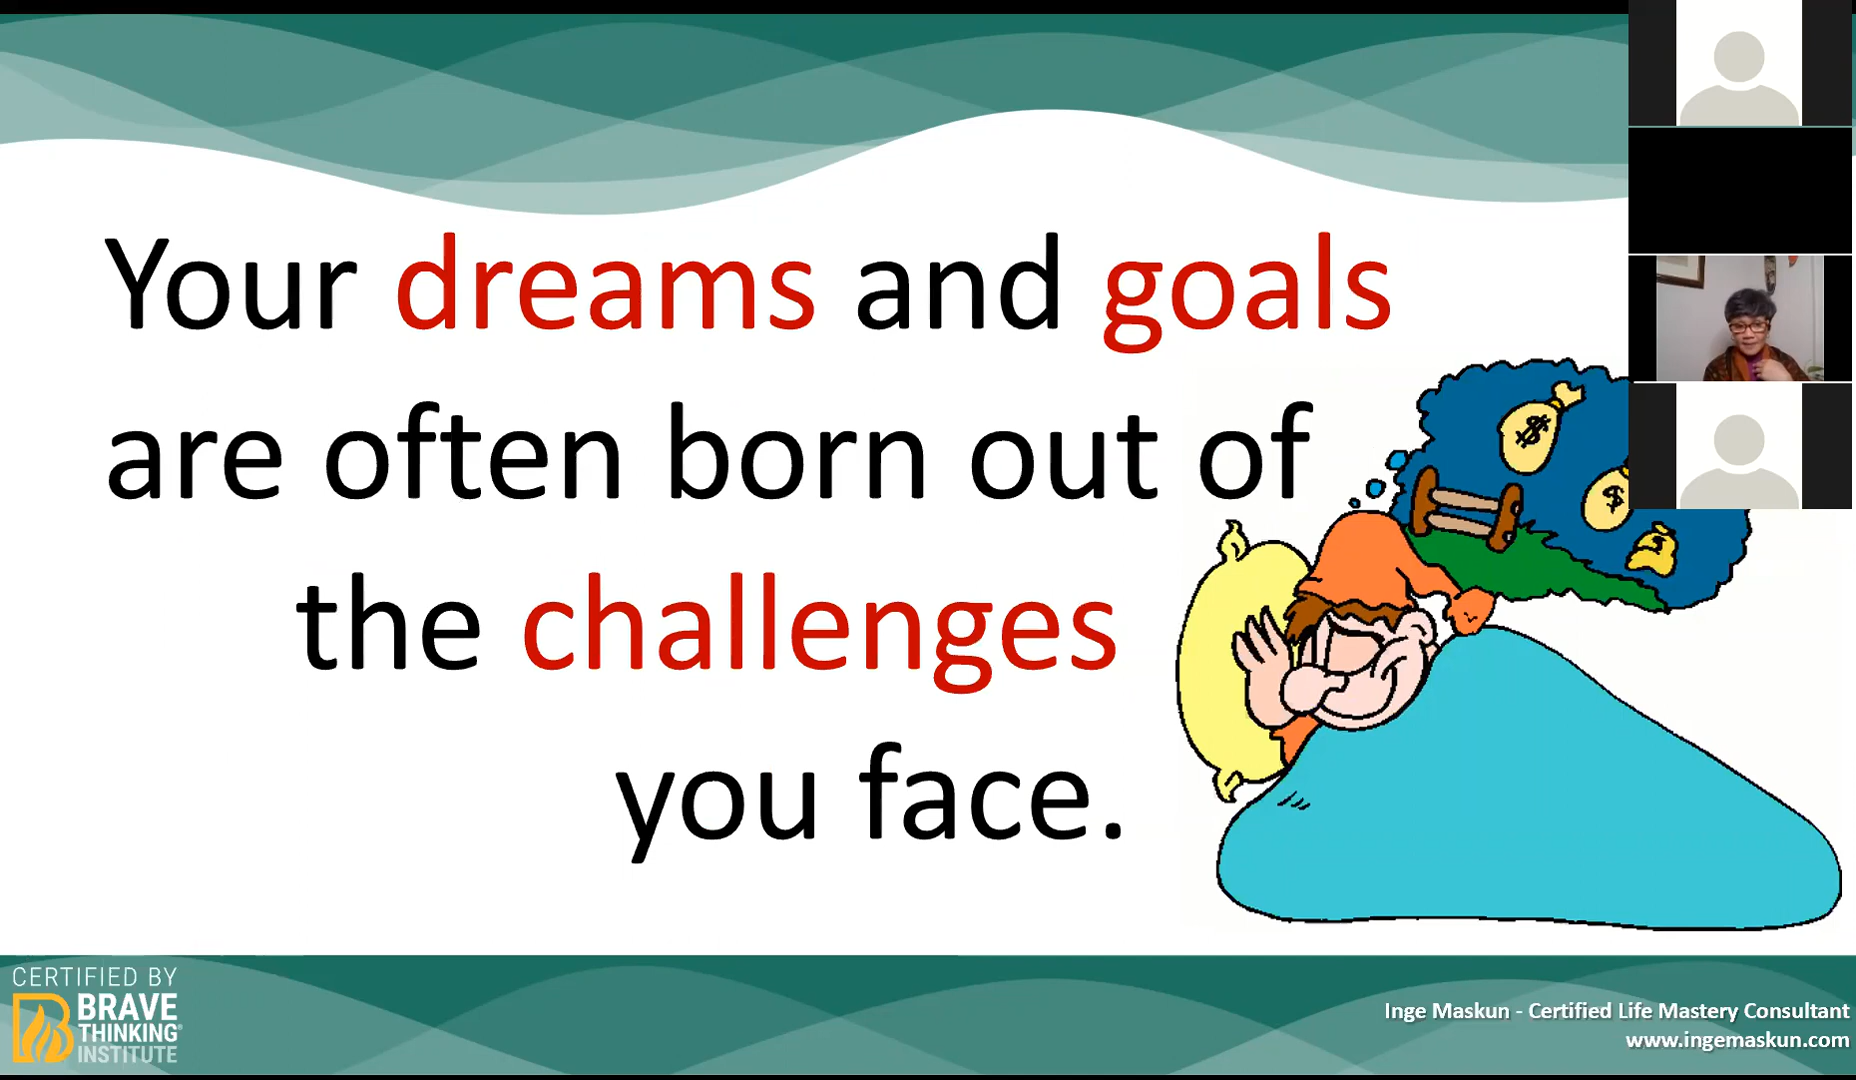 Your dreams and goals
are often born out of
the challenges
you face.
$
$
$
CERTIFIED BY
BRAVE
THINKING®
INSTITUTE
Inge Maskun - Certified Life Mastery Consultant
www.ingemaskun.com